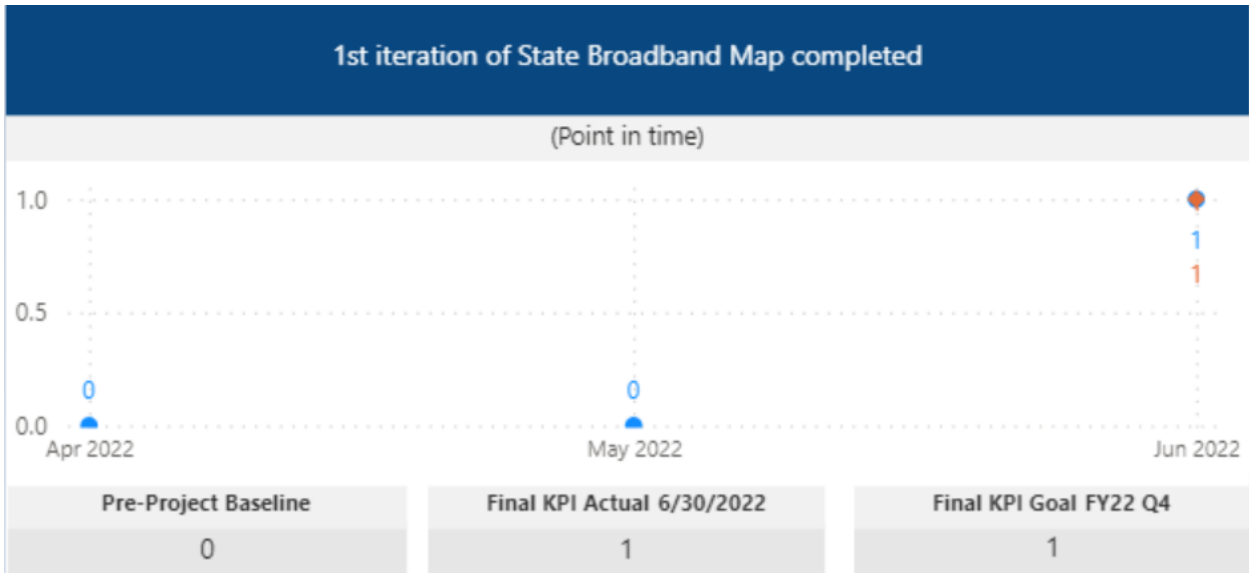 1st iteration of State Broadband Map completed
(Point in time)
1.0
1
1
0.5
0
0
0.0
Apr 2022
May 2022
Jun 2022
Pre-Project Baseline
Final KPI Actual 6/30/2022
Final KPI Goal FY22 Q4
0
1
1